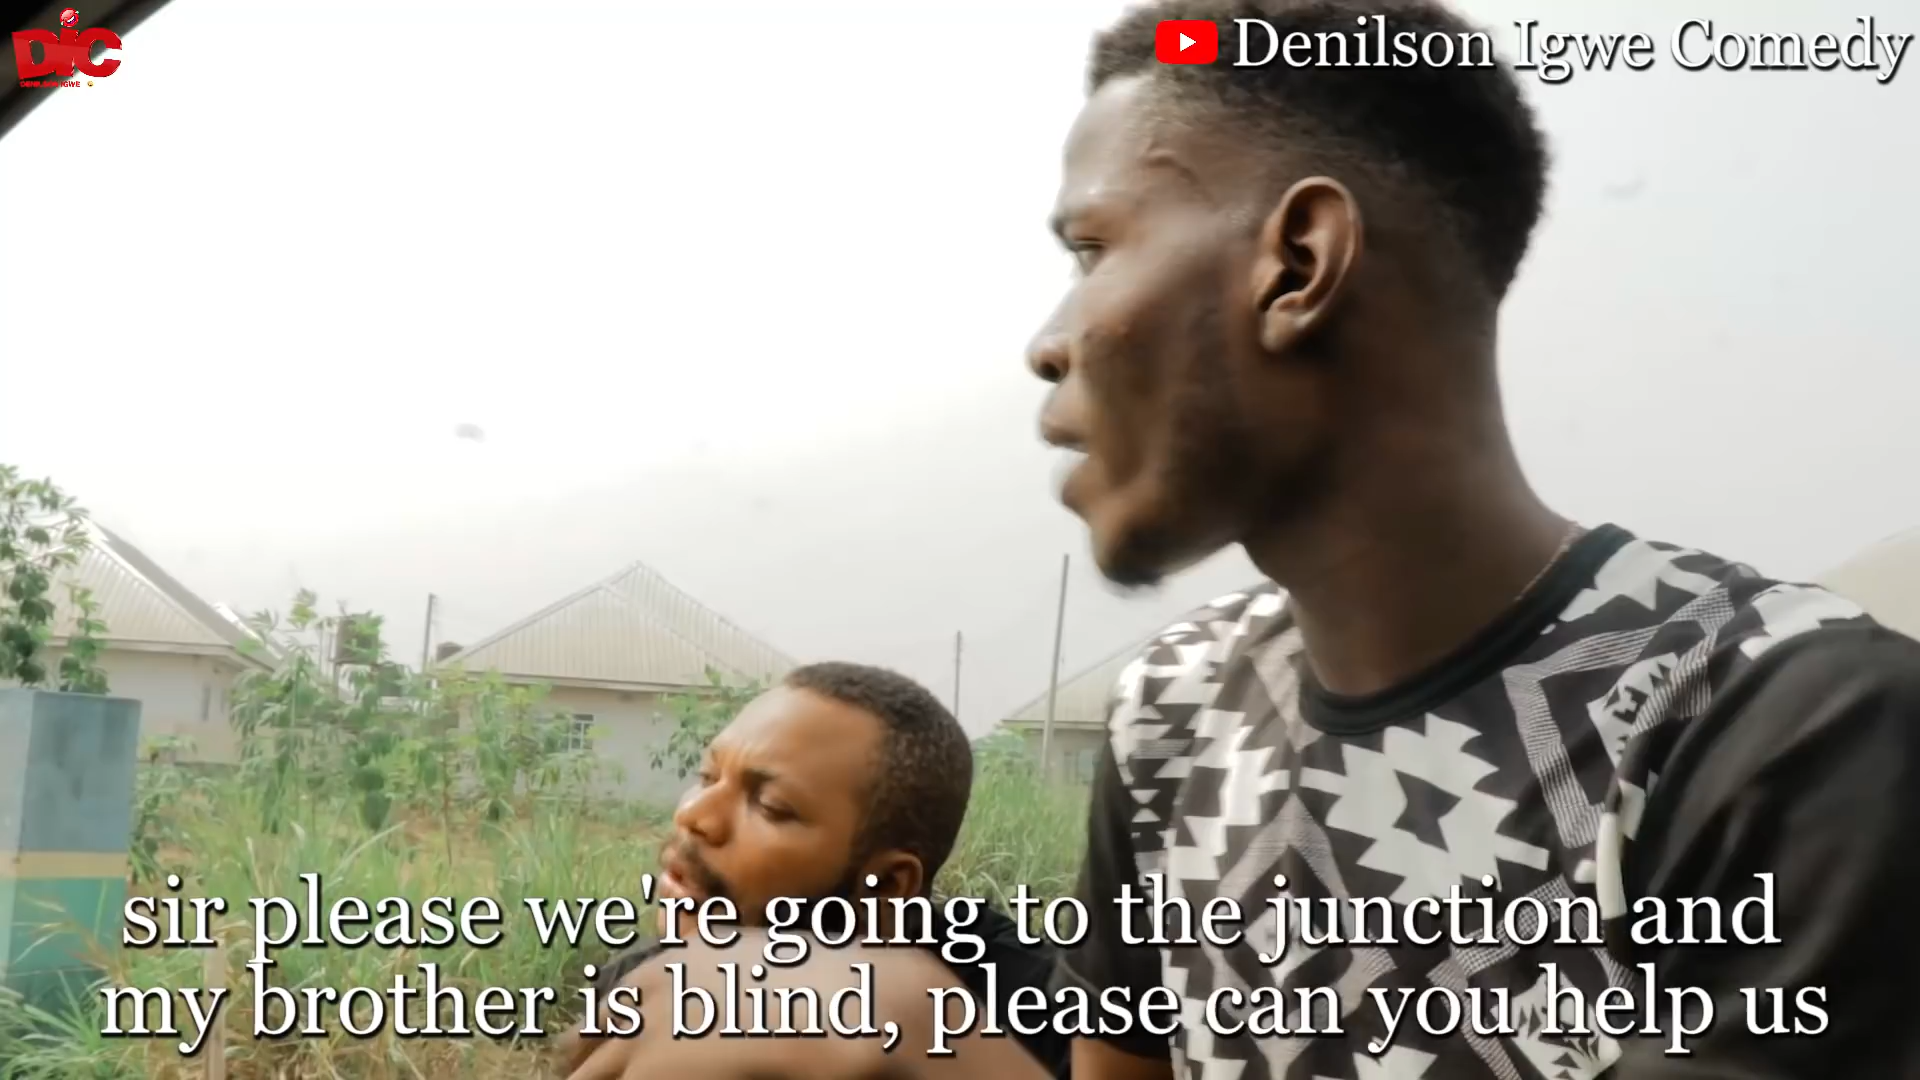 DiC
Denilson Igwe Comedy
sir please we're going to the junction and
my brother is blind, please can you help us